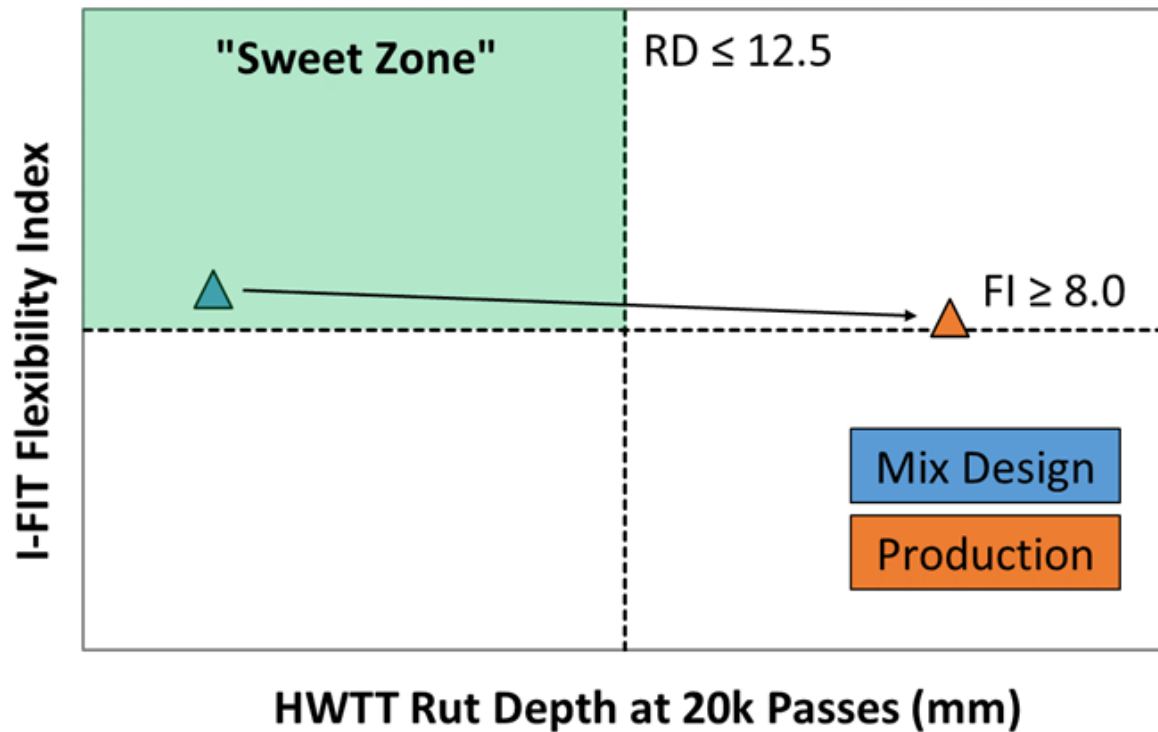 "Sweet Zone"
RD ≤ 12.5
I-FIT Flexibility Index
FI ≥ 8.0
Mix Design
Production
HWTT Rut Depth at 20k Passes (mm)